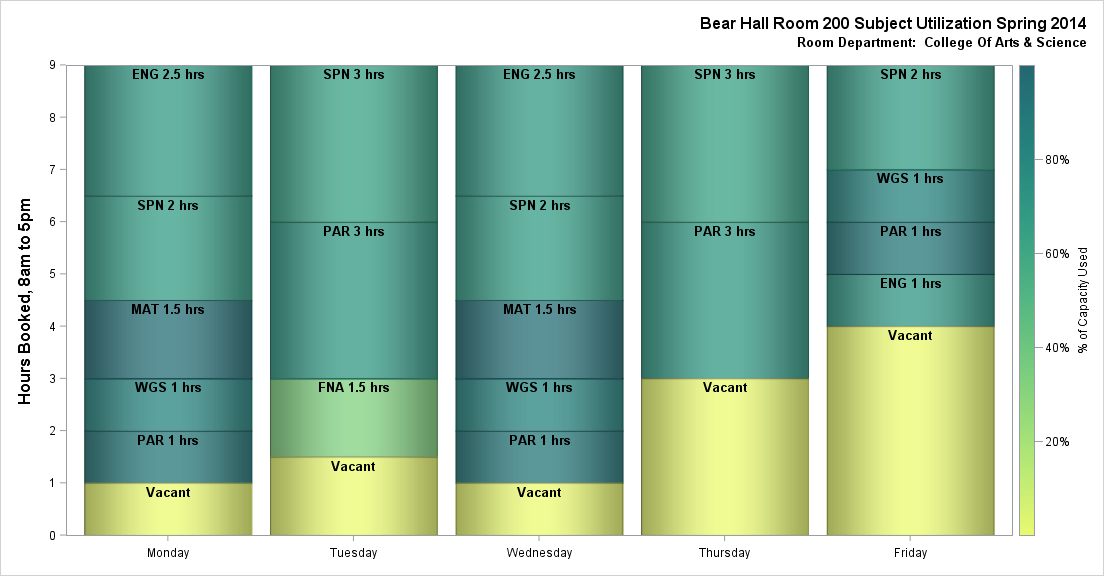 Bear Hall Room 200 Subject Utilization Spring 2014
Room Department:  College Of Arts & Science
Hours Booked, 8am to 5pm
9
8
7
6
5
4
3
2
1
0
ENG 2.5 hrs
SPN 2 hrs
MAT 1.5 hrs
WGS 1 hrs
PAR 1 hrs
Vacant
SPN 3 hrs
PAR 3 hrs
FNA 1.5 hrs
Vacant
ENG 2.5 hrs
SPN 2 hrs
MAT 1.5 hrs
WGS 1 hrs
PAR 1 hrs
Vacant
SPN 3 hrs
PAR 3 hrs
Vacant
SPN 2 hrs
WGS 1 hrs
PAR 1 hrs
ENG 1 hrs
Vacant
Monday
Tuesday
Wednesday
Thursday
Friday
80%
60%
40%
20%
% of Capacity Used